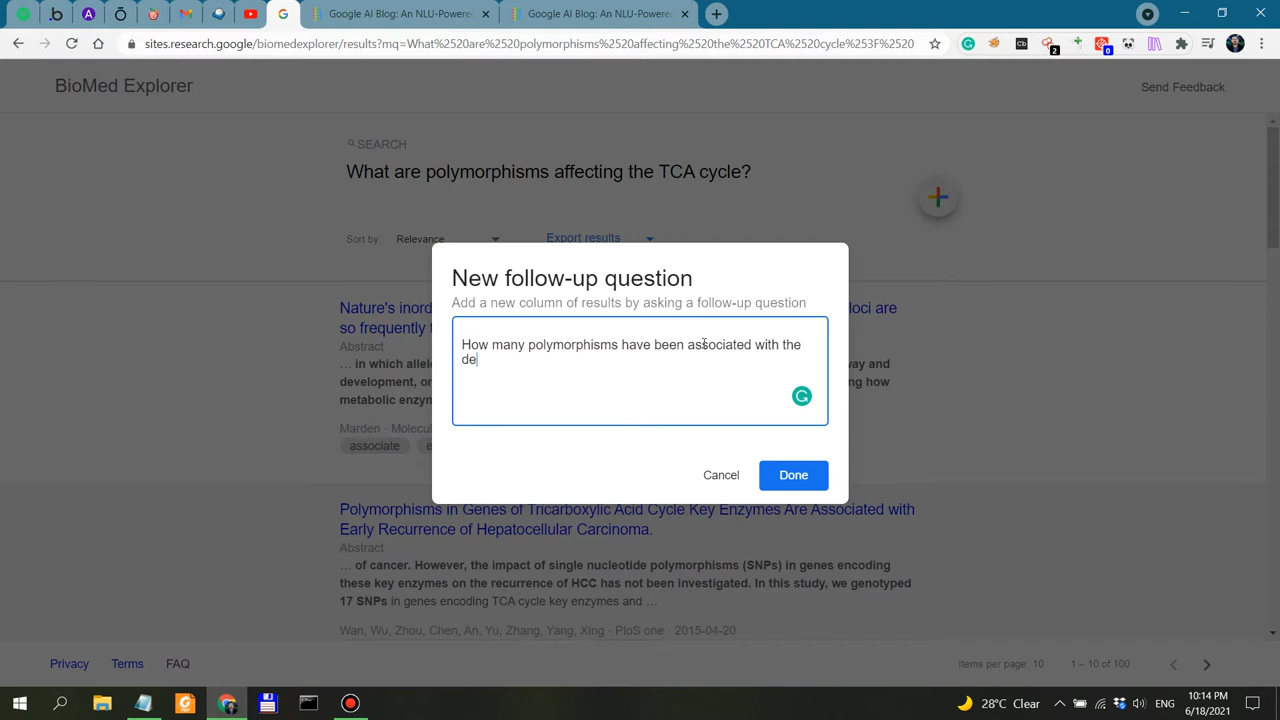 Google AI Blog: An NLU-Powere
Google AI Blog: An NLU-Powere
sites.research.google/biomedexplorer/results?mq=What%2520are%2520polymorphisms%2520affecting%2520the%2520TCA%2520cycle%253F%2520
BioMed Explorer
Send Feedback
SEARCH
What are polymorphisms affecting the TCA cycle?
Sort by: Relevance
Export results
New follow-up question
Add a new column of results by asking a follow-up question
How many polymorphisms have been associated with the
de
Cancel
Done
Nature's inord
loci are
so frequently t
Abstract
… in which allel
vay and
development, or
ing how
metabolic enzym
Marden · Molecul
associate
e
Polymorphisms in Genes of Tricarboxylic Acid Cycle Key Enzymes Are Associated with
Early Recurrence of Hepatocellular Carcinoma.
Abstract
… of cancer. However, the impact of single nucleotide polymorphisms (SNPs) in genes encoding
these key enzymes on the recurrence of HCC has not been investigated. In this study, we genotyped
17 SNPs in genes encoding TCA cycle key enzymes and …
Wan, Wu, Zhou, Chen, An, Yu, Zhang, Yang, Xing · PloS one · 2015-04-20
Privacy
Terms
FAQ
Items per page: 10
1 – 10 of 100
28°C Clear
ENG
10:14 PM
6/18/2021